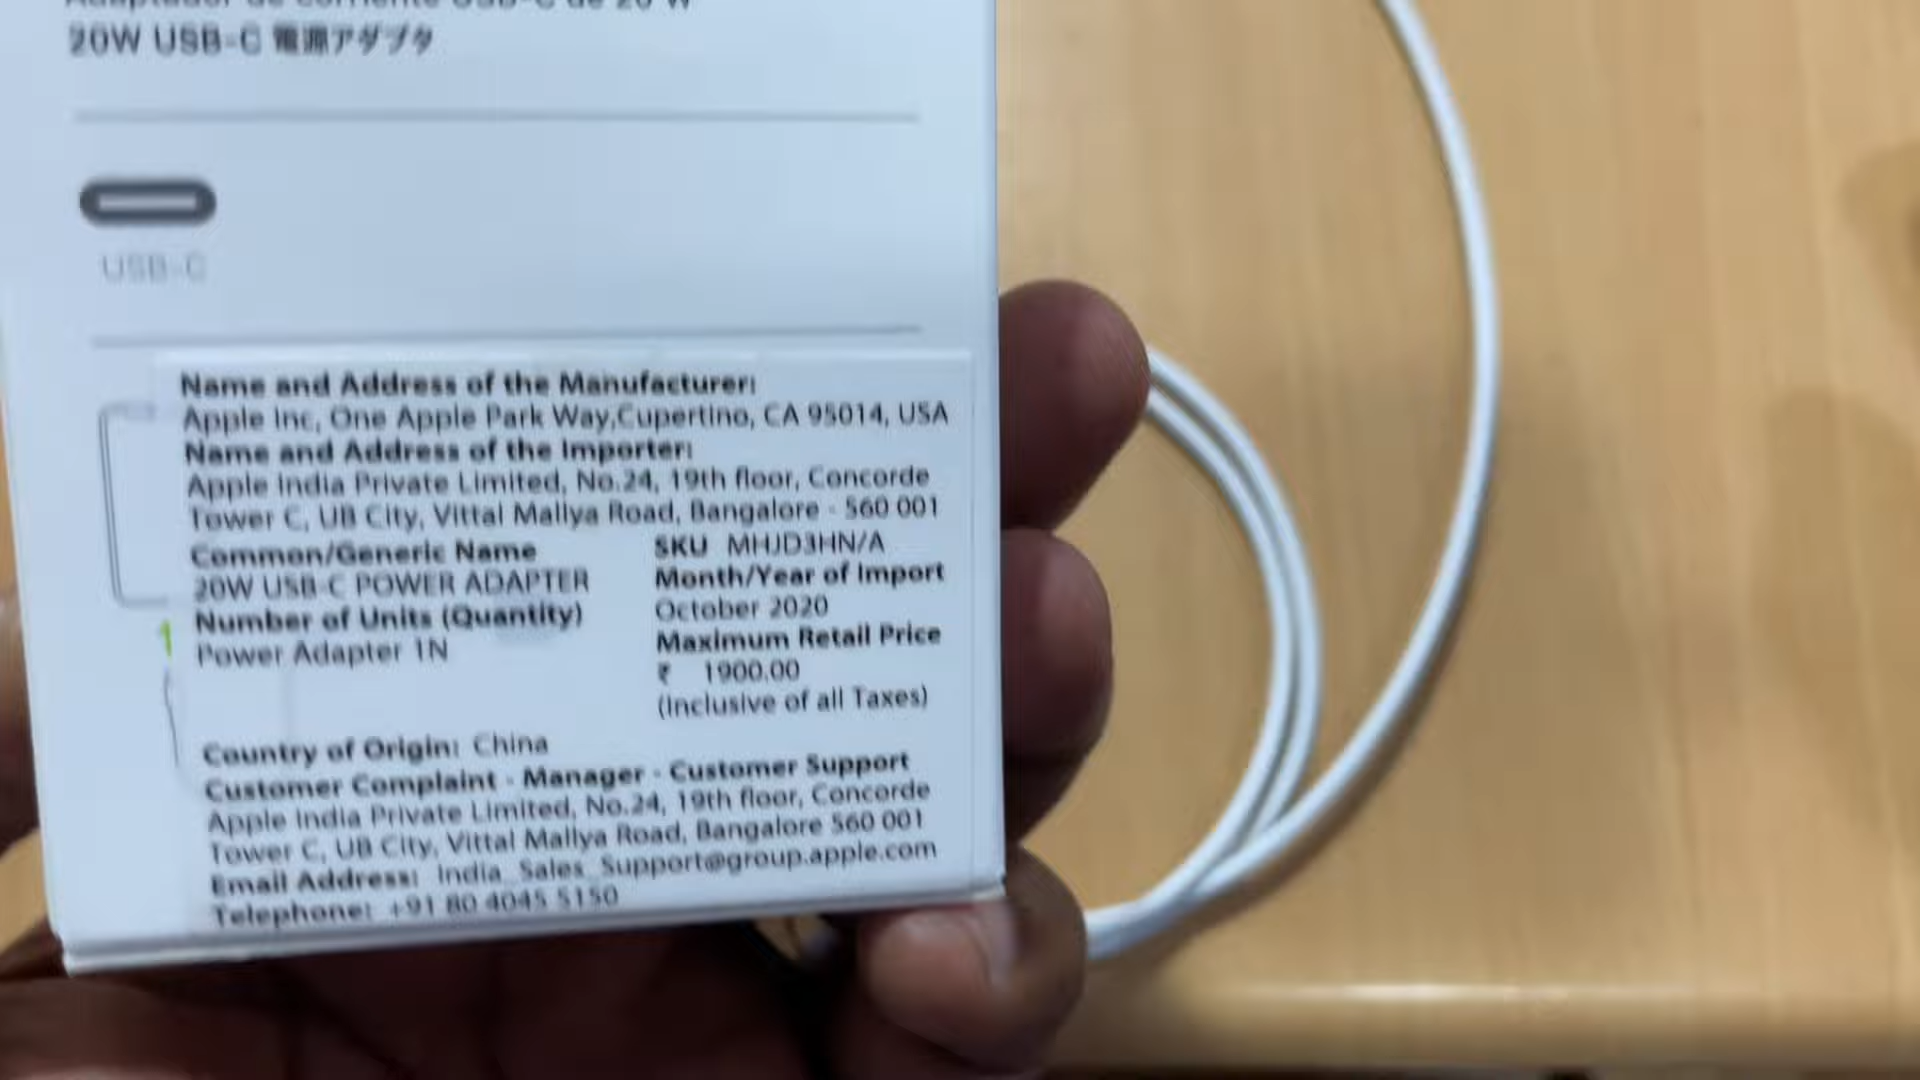 Adaptador de corriente USB-C de 20 W
20W USB-C 電源アダプタ
USB-C
Name and Address of the Manufacturer:
Apple Inc, One Apple Park Way,Cupertino, CA 95014, USA
Name and Address of the Importer:
Apple India Private Limited, No.24, 19th floor, Concorde
Tower C, UB City, Vittal Mallya Road, Bangalore - 560 001
Common/Generic Name
20W USB-C POWER ADAPTER
Number of Units (Quantity)
Power Adapter 1N
SKU MHJD3HN/A
Month/Year of Import
October 2020
Maximum Retail Price
₹ 1900.00
(Inclusive of all Taxes)
Country of Origin: China
Customer Complaint - Manager - Customer Support
Apple India Private Limited, No.24, 19th floor, Concorde
Tower C, UB City, Vittal Mallya Road, Bangalore 560 001
Email Address: India_Sales_Support@group.apple.com
Telephone: +91 80 4045 5150